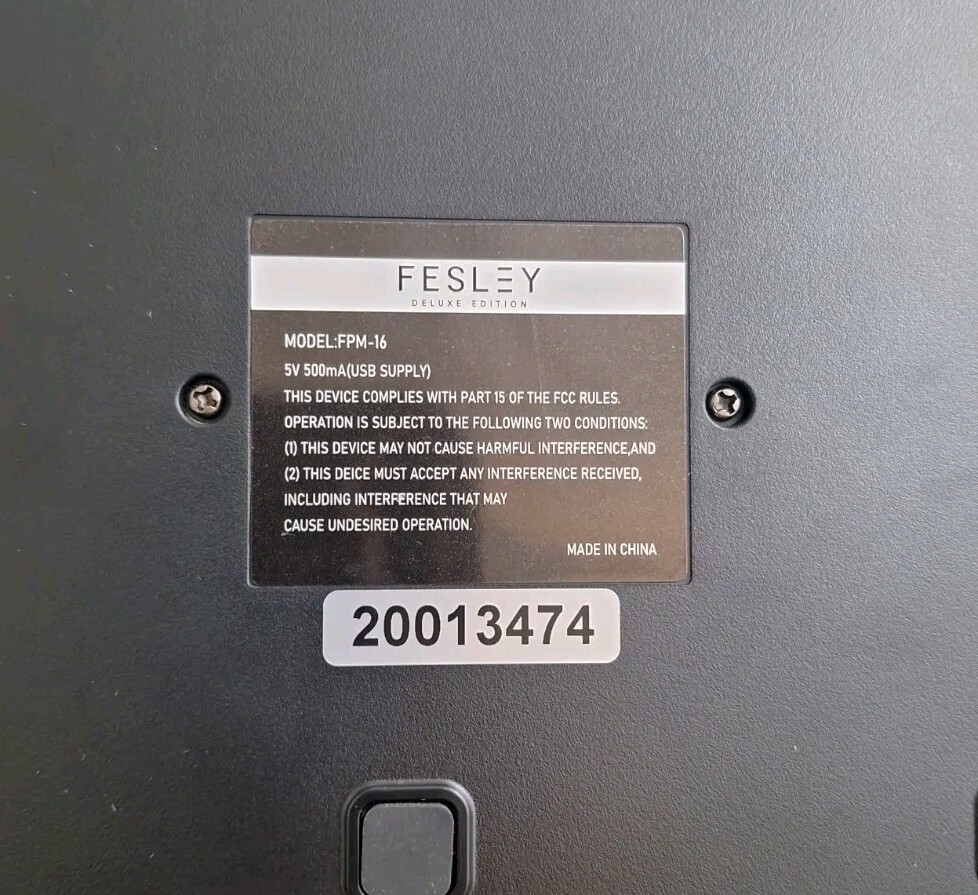 FESLEY
DELUXE EDITION
MODEL:FPM-16
5V 500mA(USB SUPPLY)
THIS DEVICE COMPLIES WITH PART 15 OF THE FCC RULES.
OPERATION IS SUBJECT TO THE FOLLOWING TWO CONDITIONS:
(1) THIS DEVICE MAY NOT CAUSE HARMFUL INTERFERENCE,AND
(2) THIS DEICE MUST ACCEPT ANY INTERFERENCE RECEIVED,
INCLUDING INTERFERENCE THAT MAY
CAUSE UNDESIRED OPERATION.
MADE IN CHINA
20013474